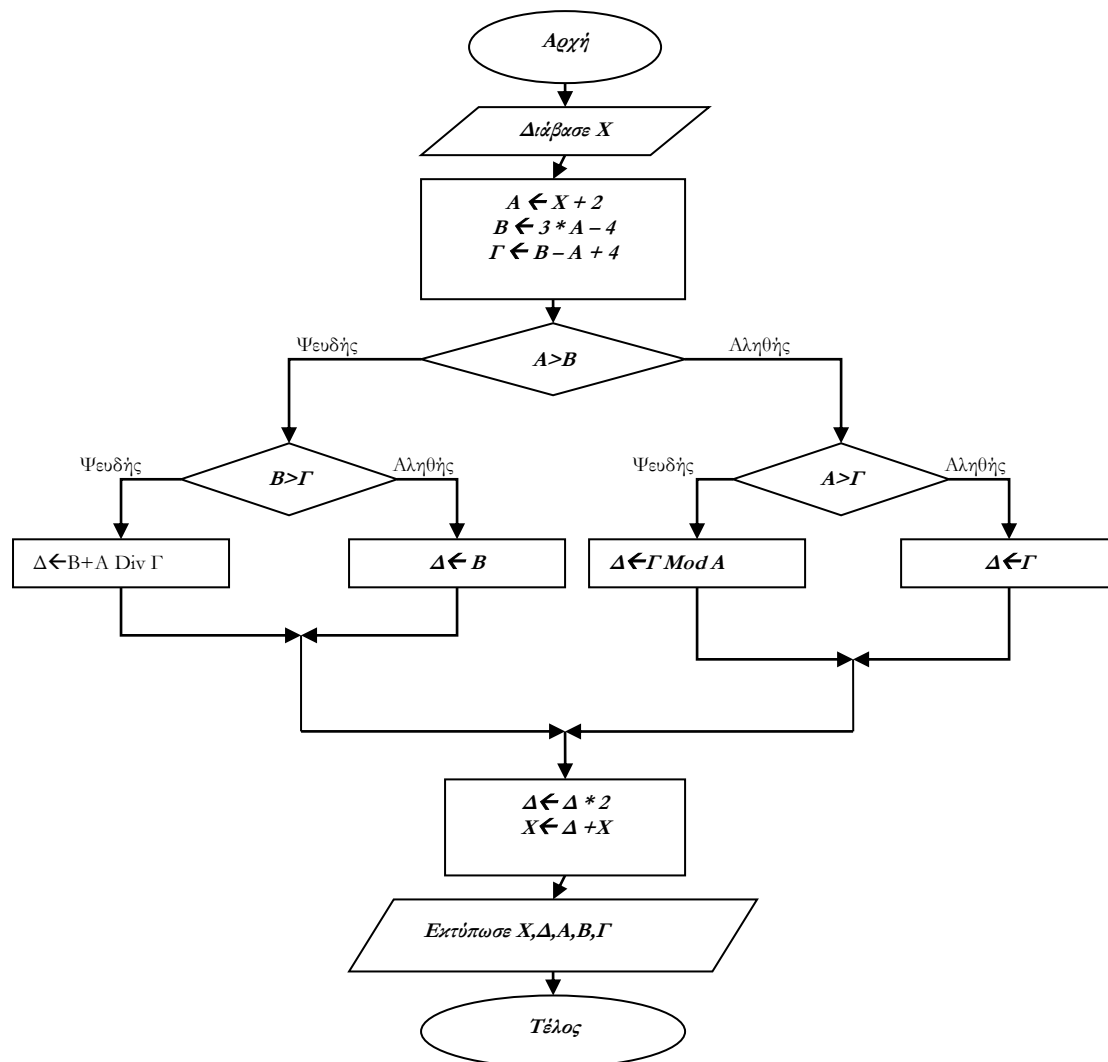 Αρχή
Διάβασε Χ
Α ← Χ + 2
Β ← 3 * Α – 4
Γ ← Β – Α + 4
Ψευδής
Α>Β
Αληθής
Ψευδής
Β>Γ
Αληθής
Ψευδής
Α>Γ
Αληθής
Δ←Β+Α Div Γ
Δ← Β
Δ←Γ Mod Α
Δ←Γ
Δ← Δ * 2
Χ← Δ +Χ
Εκτύπωσε Χ,Δ,Α,Β,Γ
Τέλος